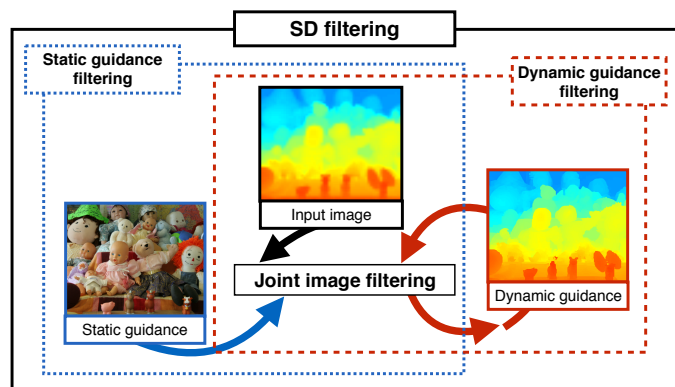 SD filtering
Static guidance
filtering
Dynamic guidance
filtering
Input image
Joint image filtering
Static guidance
Dynamic guidance